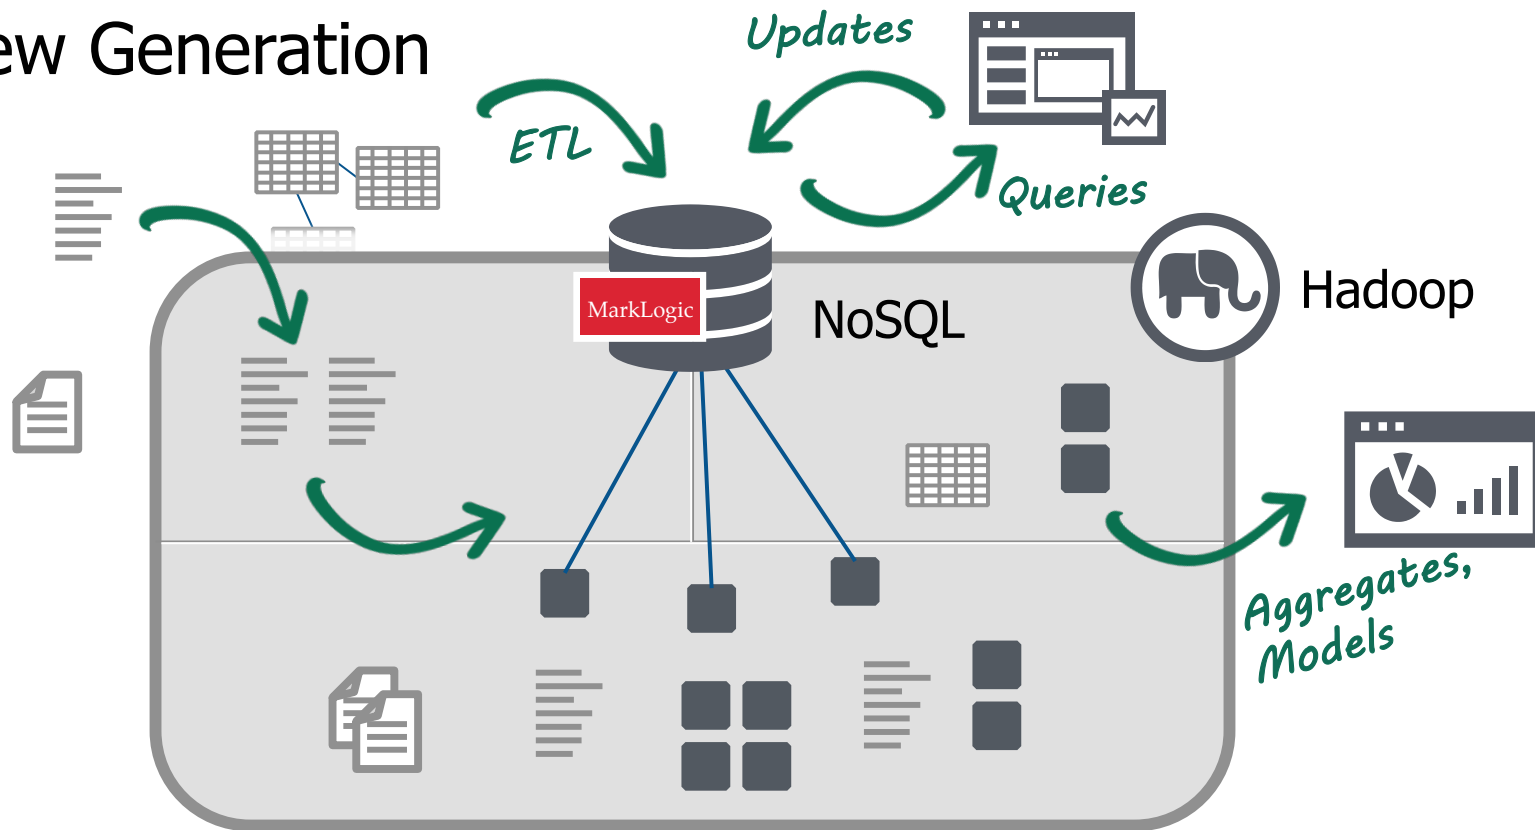 ew Generation
Updates
ETL
Queries
MarkLogic
NoSQL
Hadoop
Aggregates,
Models